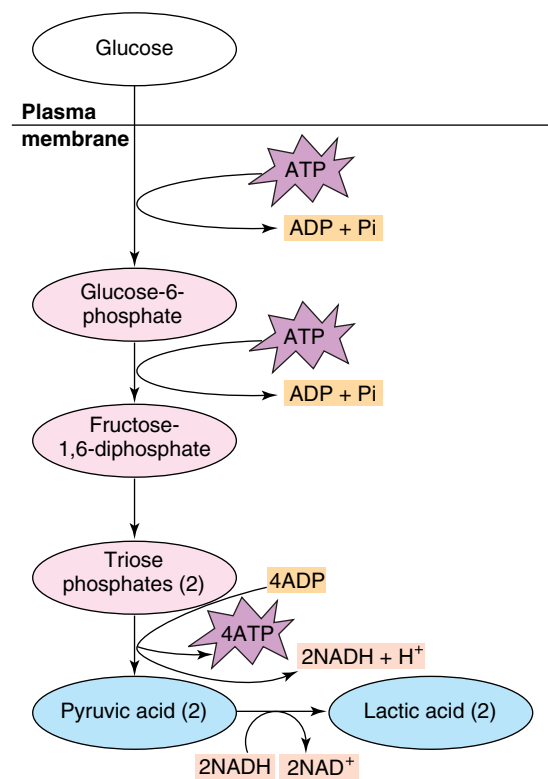 Glucose
Plasma
membrane
ATP
ADP + Pi
Glucose-6-
phosphate
ATP
ADP + Pi
Fructose-
1,6-diphosphate
Triose
phosphates (2)
4ADP
4ATP
2NADH + H⁺
Pyruvic acid (2)
Lactic acid (2)
2NADH
2NAD⁺